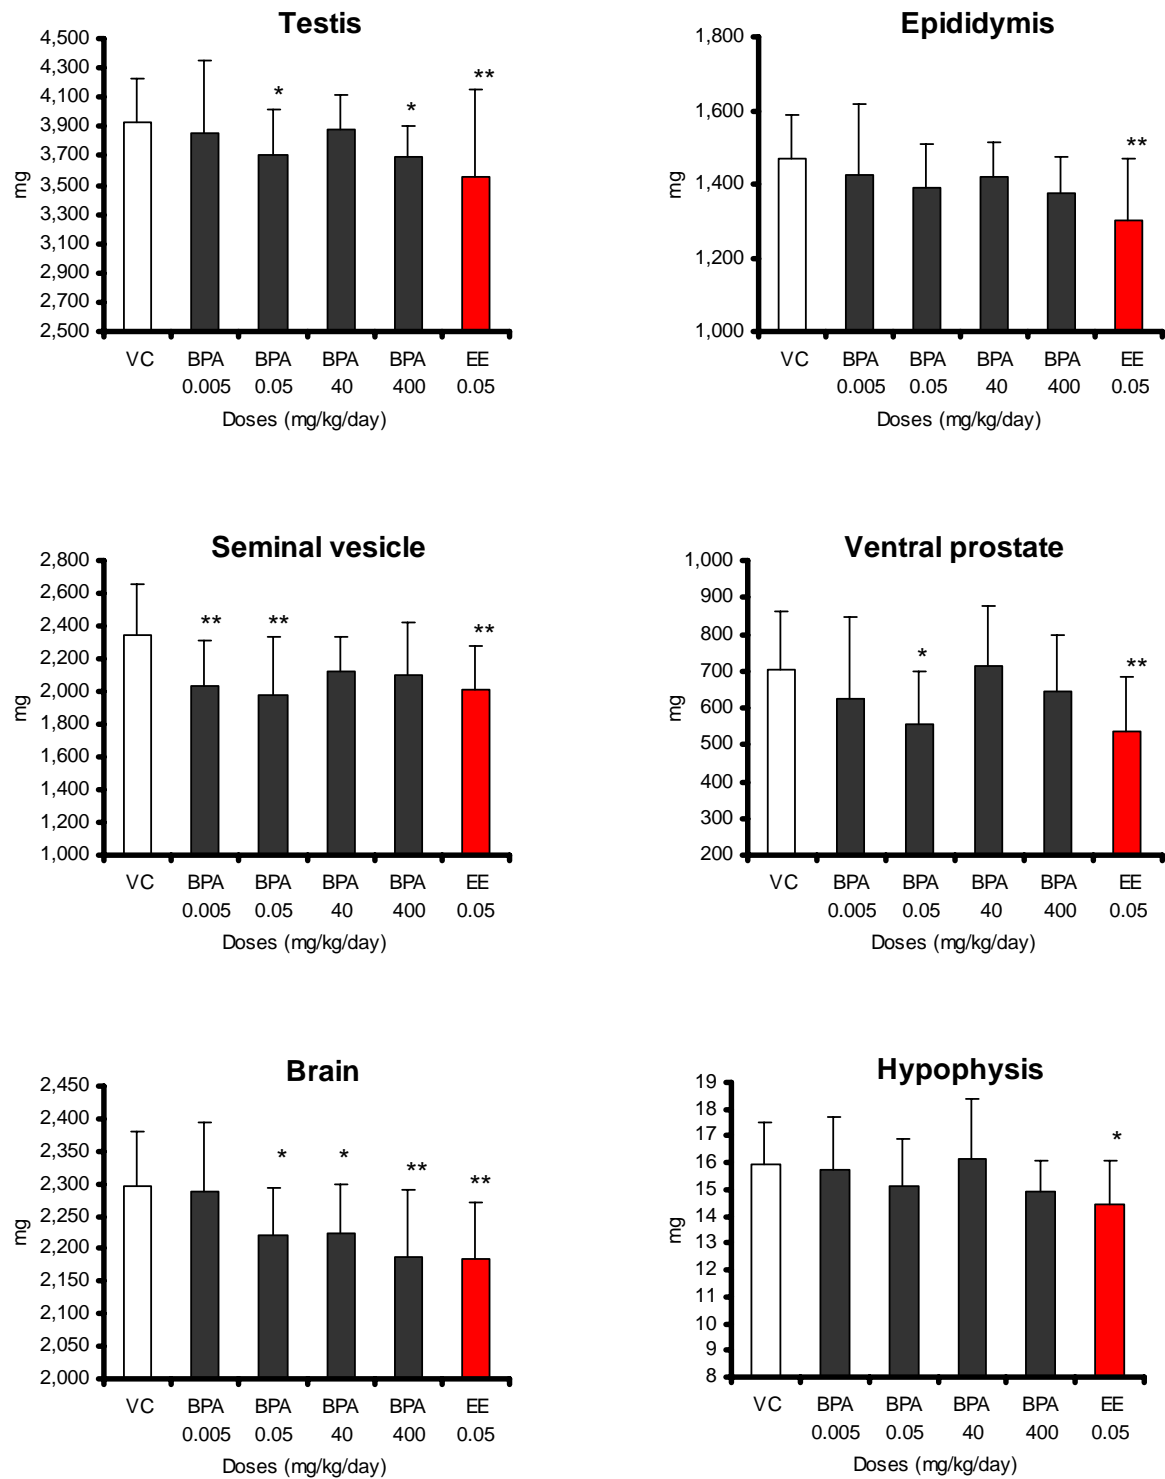 Testis
4,500
4,300
4,100
3,900
3,700
3,500
3,300
3,100
2,900
2,700
2,500
mg
* * **
VC BPA BPA BPA BPA EE
0.005 0.05 40 400 0.05
Doses (mg/kg/day)
Epididymis
1,800
1,600
1,400
1,200
1,000
mg
**
VC BPA BPA BPA BPA EE
0.005 0.05 40 400 0.05
Doses (mg/kg/day)
Seminal vesicle
2,800
2,600
2,400
2,200
2,000
1,800
1,600
1,400
1,200
1,000
mg
** ** **
VC BPA BPA BPA BPA EE
0.005 0.05 40 400 0.05
Doses (mg/kg/day)
Ventral prostate
1,000
900
800
700
600
500
400
300
200
mg
* **
VC BPA BPA BPA BPA EE
0.005 0.05 40 400 0.05
Doses (mg/kg/day)
Brain
2,450
2,400
2,350
2,300
2,250
2,200
2,150
2,100
2,050
2,000
mg
* * ** **
VC BPA BPA BPA BPA EE
0.005 0.05 40 400 0.05
Doses (mg/kg/day)
Hypophysis
19
18
17
16
15
14
13
12
11
10
9
8
mg
*
VC BPA BPA BPA BPA EE
0.005 0.05 40 400 0.05
Doses (mg/kg/day)